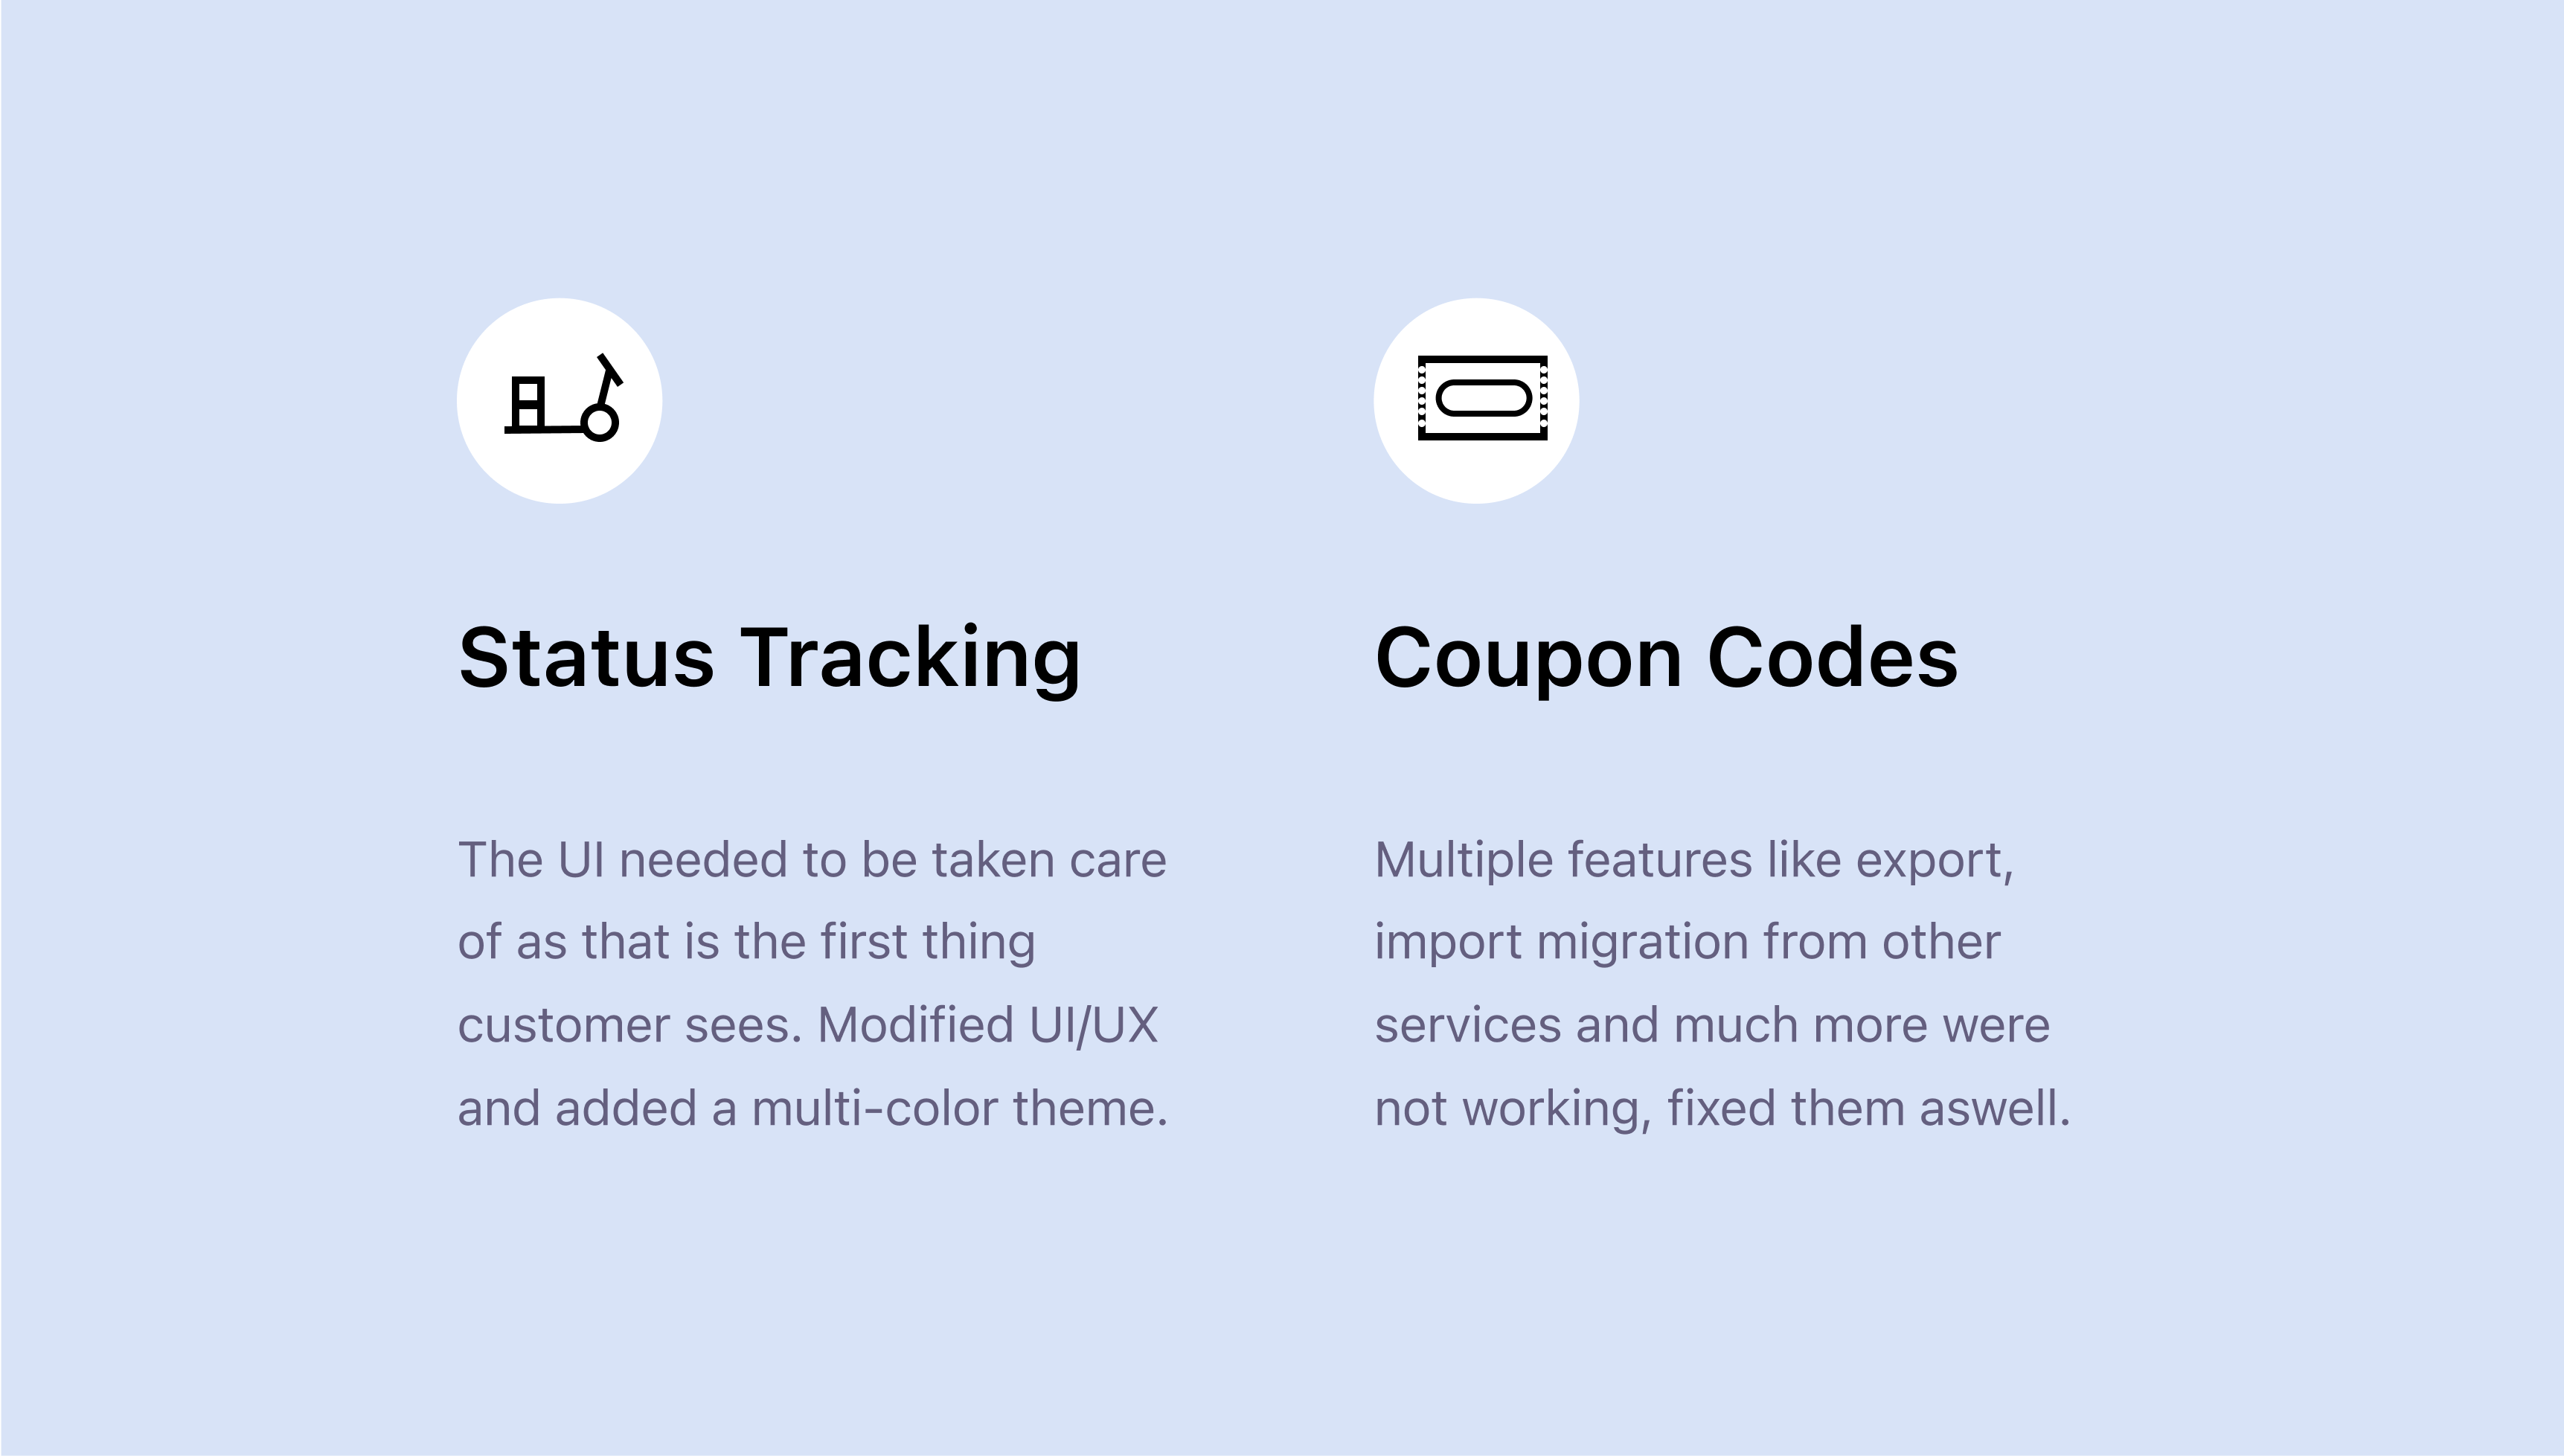 Status Tracking
The UI needed to be taken care
of as that is the first thing
customer sees. Modified UI/UX
and added a multi-color theme.
Coupon Codes
Multiple features like export,
import migration from other
services and much more were
not working, fixed them aswell.